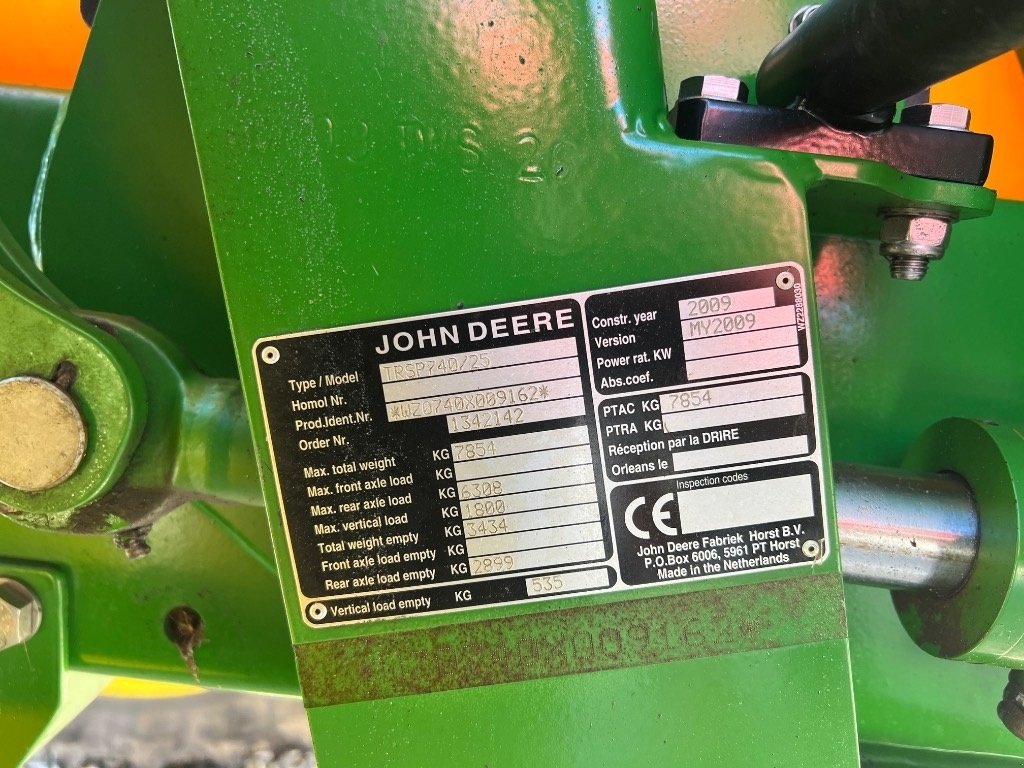 JOHN DEERE
Type / Model TRSP740/25
Homol Nr.
Prod.Ident.Nr. *WZ0740X009162*
Order Nr. 1342142
Max. total weight KG 7854
Max. front axle load KG
Max. rear axle load KG 6308
Max. vertical load KG 1800
Total weight empty KG 3434
Front axle load empty KG
Rear axle load empty KG 2899
Vertical load empty KG 535
Constr. year 2009
Version MY2009
Power rat. KW
Abs.coef.
WZ2288030
PTAC KG 7854
PTRA KG
Réception par la DRIRE
Orleans le
Inspection codes
CE
John Deere Fabriek Horst B.V.
P.O.Box 6006, 5961 PT Horst
Made in the Netherlands